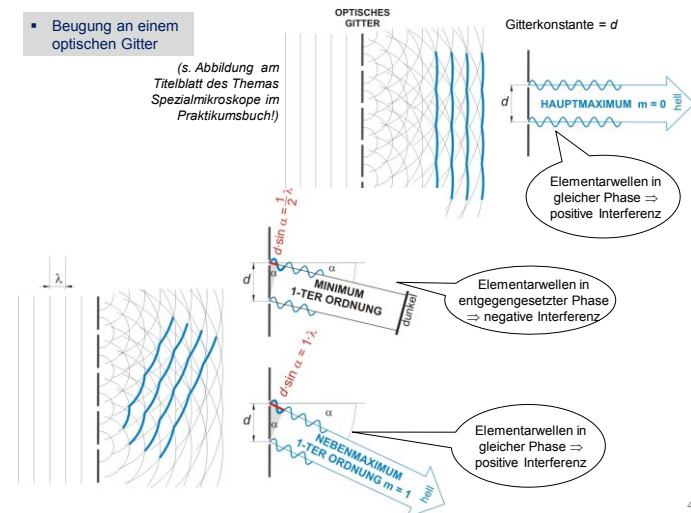 ▪ Beugung an einem
optischen Gitter
(s. Abbildung am
Titelblatt des Themas
Spezialmikroskope im
Praktikumsbuch!)
OPTISCHES
GITTER
Gitterkonstante = d
d
HAUPTMAXIMUM m = 0
hell
Elementarwellen in
gleicher Phase ⇒
positive Interferenz
λ
d·sin α = 1/2 λ
d
α
α
MINIMUM
1-TER ORDNUNG
dunkel
Elementarwellen in
entgegengesetzter Phase
⇒ negative Interferenz
d·sin α = 1·λ
d
α
α
NEBENMAXIMUM
1-TER ORDNUNG m = 1
hell
Elementarwellen in
gleicher Phase ⇒
positive Interferenz
4